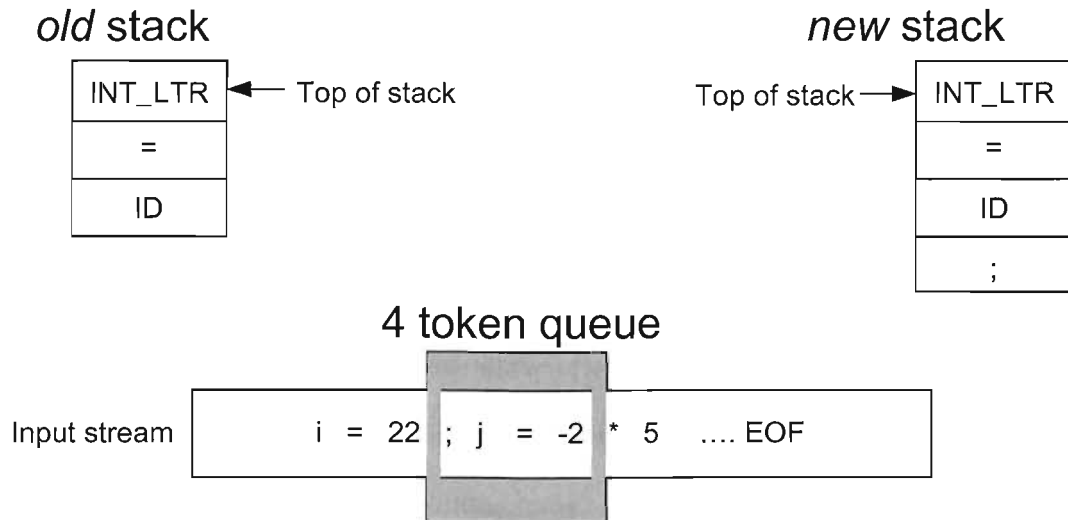 old stack
new stack
INT_LTR
Top of stack
Top of stack
INT_LTR
=
=
ID
ID
;
4 token queue
Input stream
i = 22 ; j = -2 * 5 .... EOF